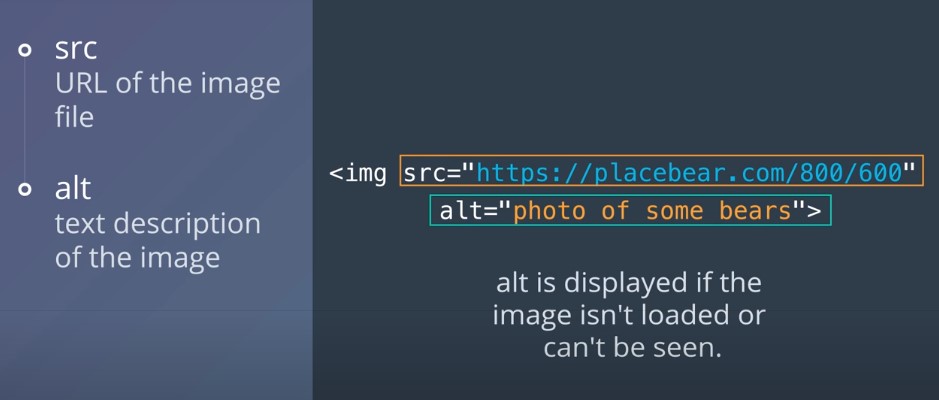 src
URL of the image
file
alt
text description
of the image
<img src="https://placebear.com/800/600"
alt="photo of some bears">
alt is displayed if the
image isn't loaded or
can't be seen.